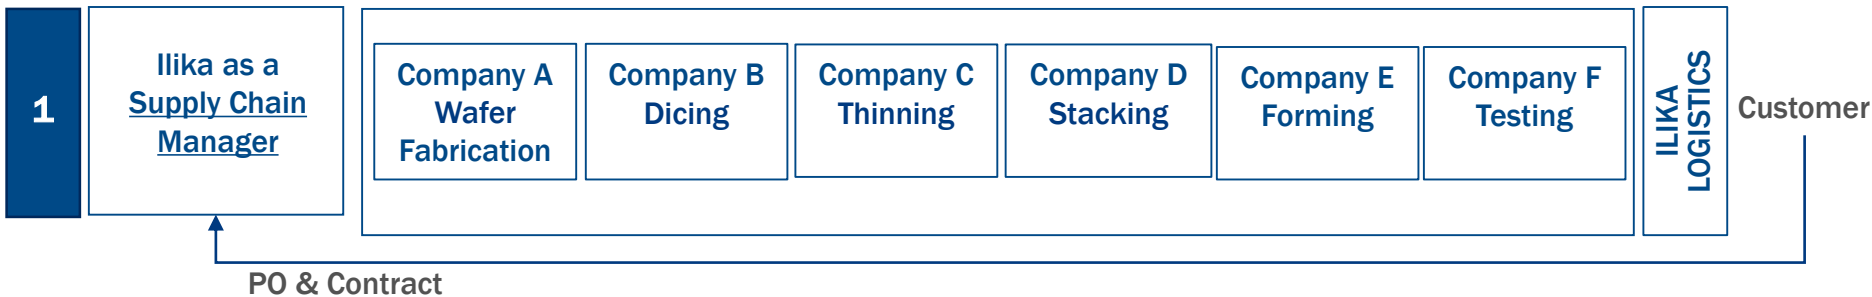 1
Ilika as a
Supply Chain
Manager
Company A
Wafer
Fabrication
Company B
Dicing
Company C
Thinning
Company D
Stacking
Company E
Forming
Company F
Testing
ILIKA
LOGISTICS
Customer
PO & Contract